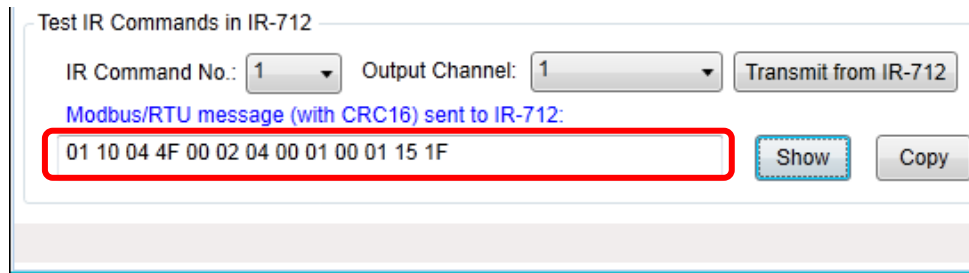 Test IR Commands in IR-712
IR Command No.: 1 Output Channel: 1 Transmit from IR-712
Modbus/RTU message (with CRC16) sent to IR-712:
01 10 04 4F 00 02 04 00 01 00 01 15 1F Show Copy